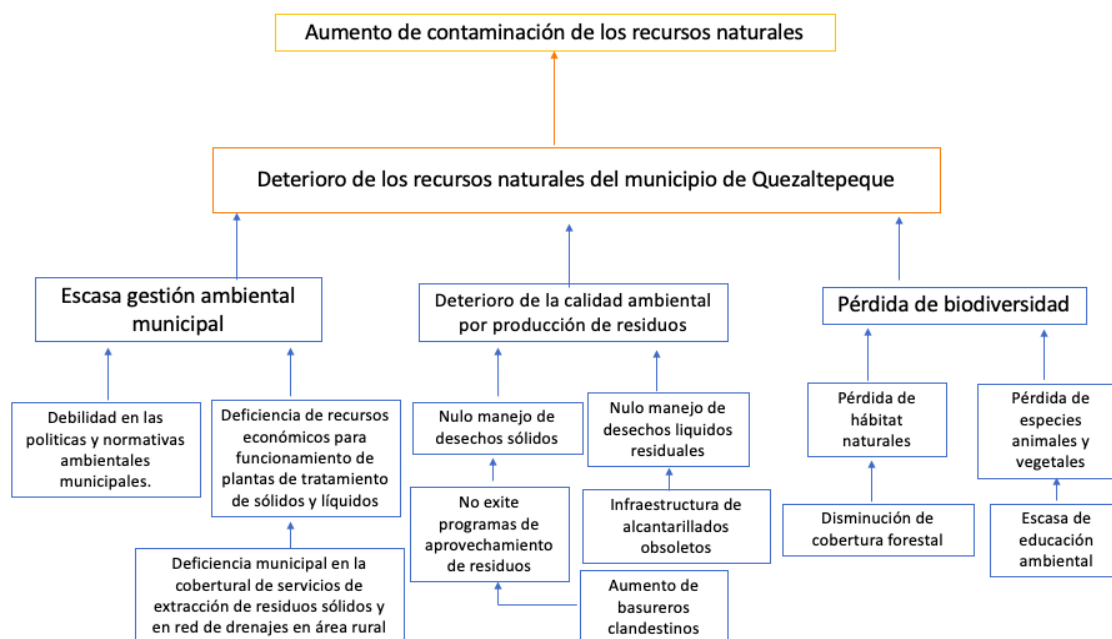 Aumento de contaminación de los recursos naturales
Deterioro de los recursos naturales del municipio de Quezaltepeque
Escasa gestión ambiental
municipal
Deterioro de la calidad ambiental
por producción de residuos
Pérdida de biodiversidad
Debilidad en las
politicas y normativas
ambientales
municipales.
Deficiencia de recursos
económicos para
funcionamiento de
plantas de tratamiento
de sólidos y líquidos
Nulo manejo de
desechos sólidos
Nulo manejo de
desechos liquidos
residuales
Pérdida de
hábitat
naturales
Pérdida de
especies
animales y
vegetales
No exite
programas de
aprovechamiento
de residuos
Infraestructura de
alcantarillados
obsoletos
Disminución de
cobertura forestal
Escasa de
educación
ambiental
Deficiencia municipal en la
cobertural de servicios de
extracción de residuos sólidos y
en red de drenajes en área rural
Aumento de
basureros
clandestinos